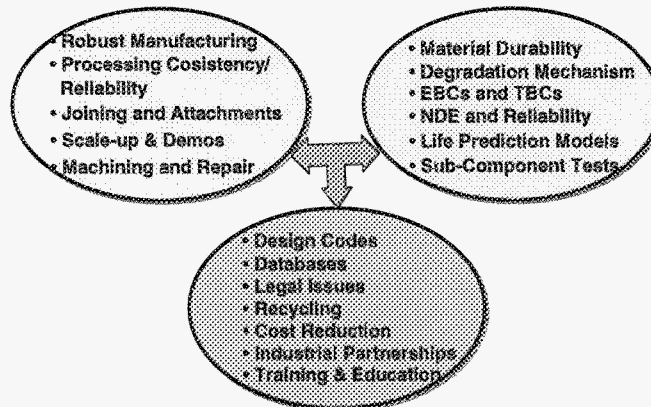 • Robust Manufacturing
• Processing Cosistency/
Reliability
• Joining and Attachments
• Scale-up & Demos
• Machining and Repair
• Material Durability
• Degradation Mechanism
• EBCs and TBCs
• NDE and Reliability
• Life Prediction Models
• Sub-Component Tests
• Design Codes
• Databases
• Legal Issues
• Recycling
• Cost Reduction
• Industrial Partnerships
• Training & Education